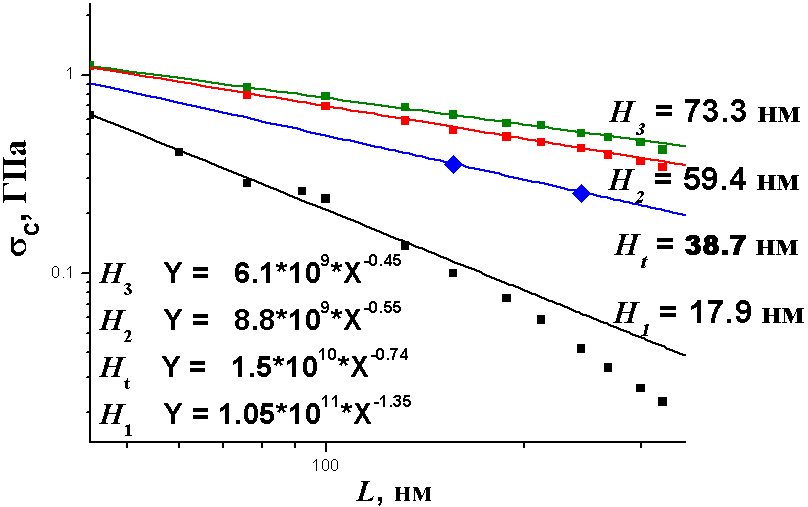 1
0.1
σC, ГПа
H3 = 73.3 нм
H2 = 59.4 нм
Ht = 38.7 нм
H1 = 17.9 нм
H3 Y = 6.1*10^9*X^-0.45
H2 Y = 8.8*10^9*X^-0.55
Ht Y = 1.5*10^10*X^-0.74
H1 Y = 1.05*10^11*X^-1.35
100
L, нм